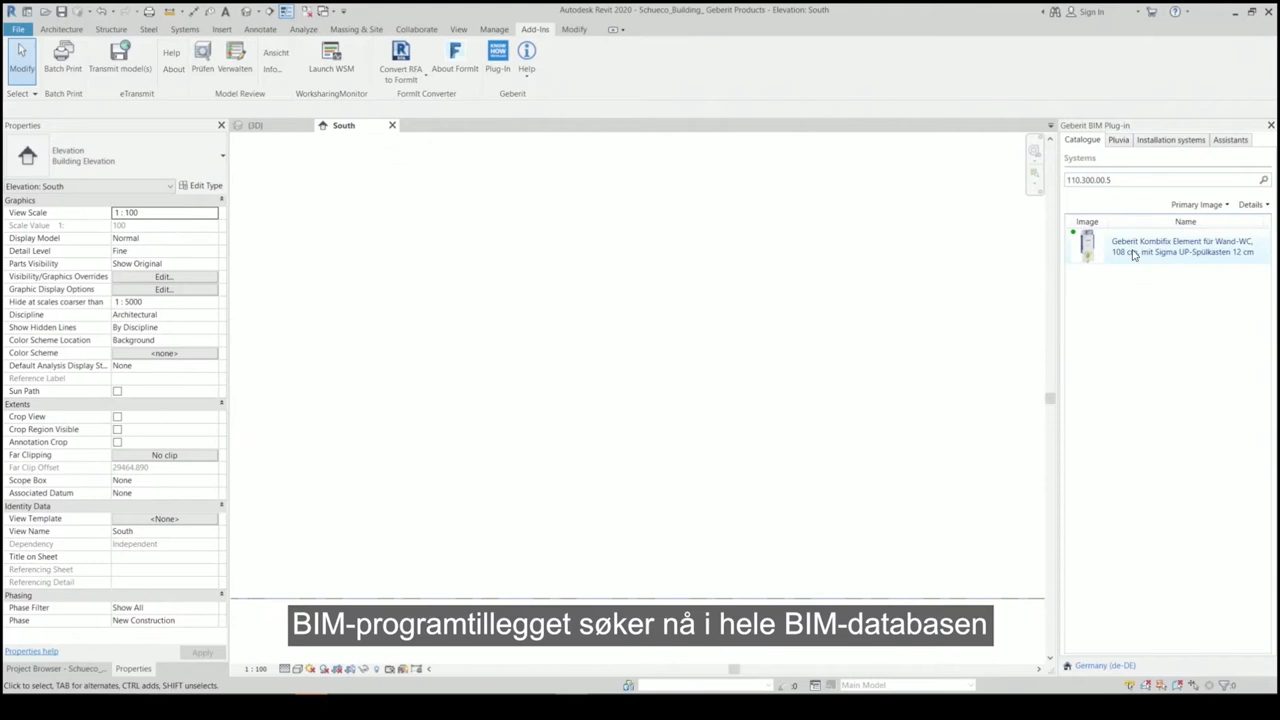 Autodesk Revit 2020 - Schueco_Building_ Geberit Products - Elevation: South
Sign In
File Architecture Structure Steel Systems Insert Annotate Analyze Massing & Site Collaborate View Manage Add-Ins Modify
Modify Batch Print Transmit model(s) Help About Prüfen Verwalten Ansicht Info... Launch WSM Convert RFA to FormIt About FormIt Plug-In Help
Select Batch Print eTransmit Model Review WorksharingMonitor FormIt Converter Geberit
Properties
{3D}
South
Elevation
Building Elevation
Elevation: South
Edit Type
Graphics
View Scale 1 : 100
Scale Value 1: 100
Display Model Normal
Detail Level Fine
Parts Visibility Show Original
Visibility/Graphics Overrides Edit...
Graphic Display Options Edit...
Hide at scales coarser than 1 : 5000
Discipline Architectural
Show Hidden Lines By Discipline
Color Scheme Location Background
Color Scheme <none>
Default Analysis Display St... None
Reference Label
Sun Path
Extents
Crop View
Crop Region Visible
Annotation Crop
Far Clipping No clip
Far Clip Offset 29464.890
Scope Box None
Associated Datum None
Identity Data
View Template <None>
View Name South
Dependency Independent
Title on Sheet
Referencing Sheet
Referencing Detail
Phasing
Phase Filter Show All
Phase New Construction
Properties help
Apply
Project Browser - Schueco_... Properties
1 : 100
Click to select, TAB for alternates, CTRL adds, SHIFT unselects.
:0
Main Model
:0
Geberit BIM Plug-in
Catalogue Pluvia Installation systems Assistants
Systems
110.300.00.5
Primary Image Details
Image Name
Geberit Kombifix Element für Wand-WC,
108 mit Sigma UP-Spülkasten 12 cm
Germany (de-DE)
BIM-programtillegget søker nå i hele BIM-databasen